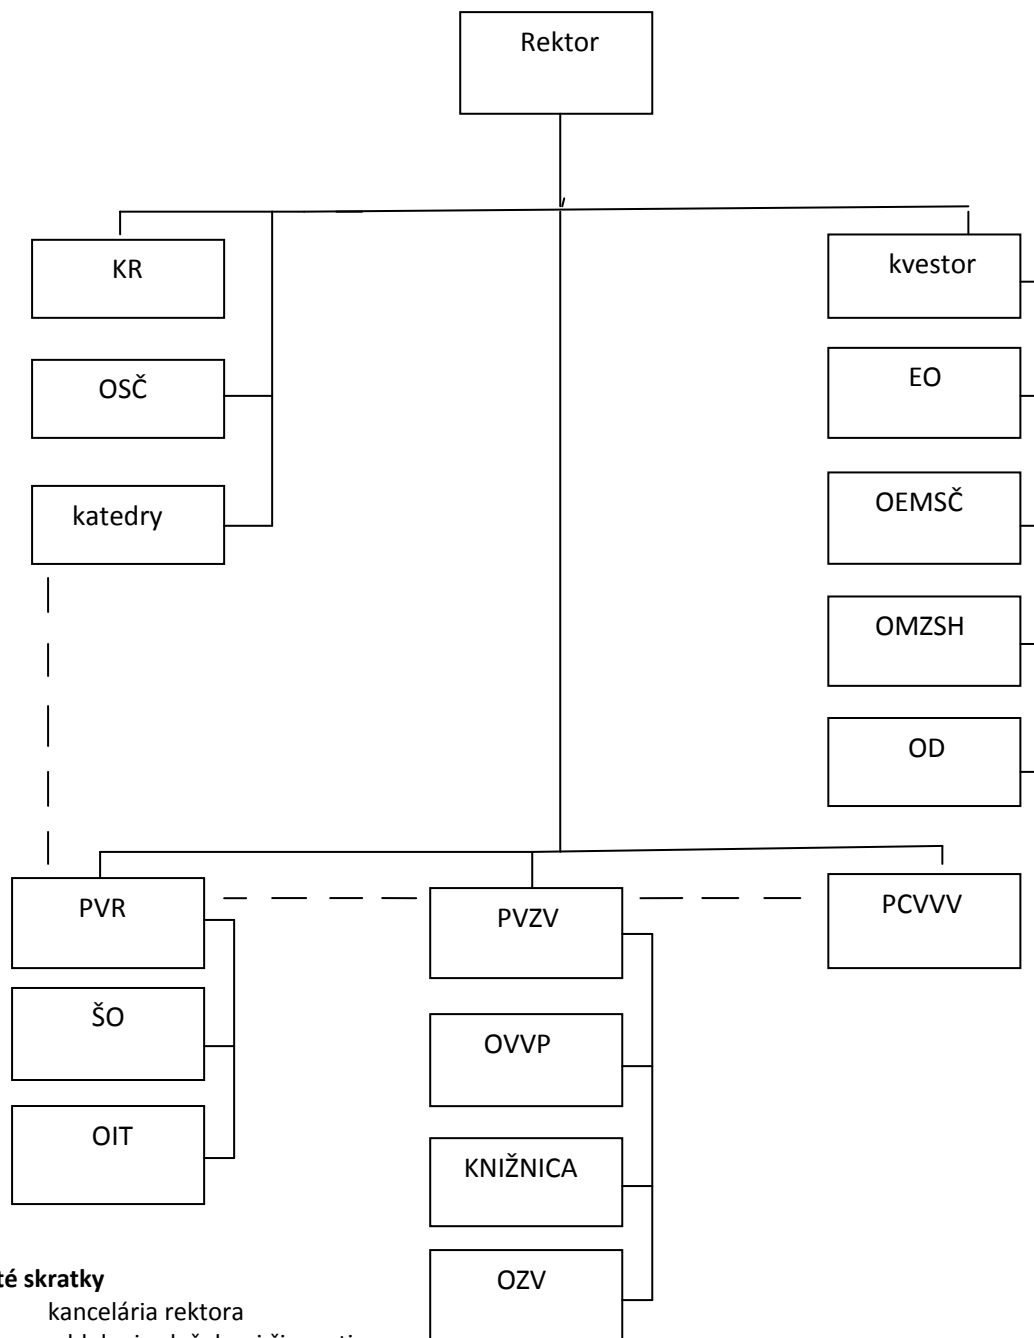 Rektor
KR
kvestor
OSČ
EO
katedry
OEMSČ
OMZSH
OD
PVR
PVZV
PCVVV
ŠO
OVVP
OIT
KNIŽNICA
OZV
té skratky
kancelária rektora